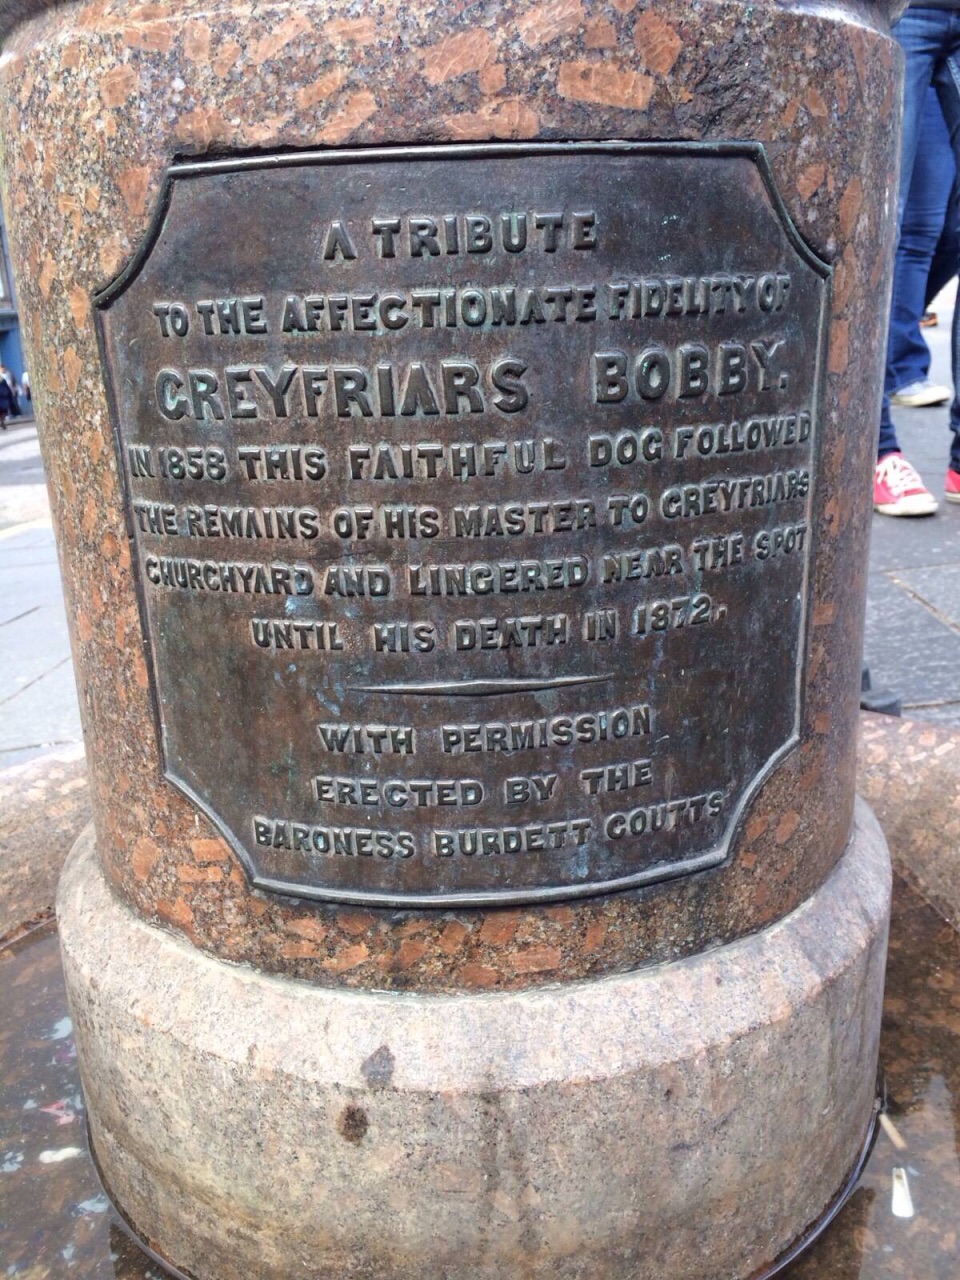 A TRIBUTE
TO THE AFFECTIONATE FIDELITY OF
GREYFRIARS BOBBY.
IN 1858 THIS FAITHFUL DOG FOLLOWED
THE REMAINS OF HIS MASTER TO GREYFRIARS
CHURCHYARD AND LINGERED NEAR THE SPOT
UNTIL HIS DEATH IN 1872.
WITH PERMISSION
ERECTED BY THE
BARONESS BURDETT COUTTS